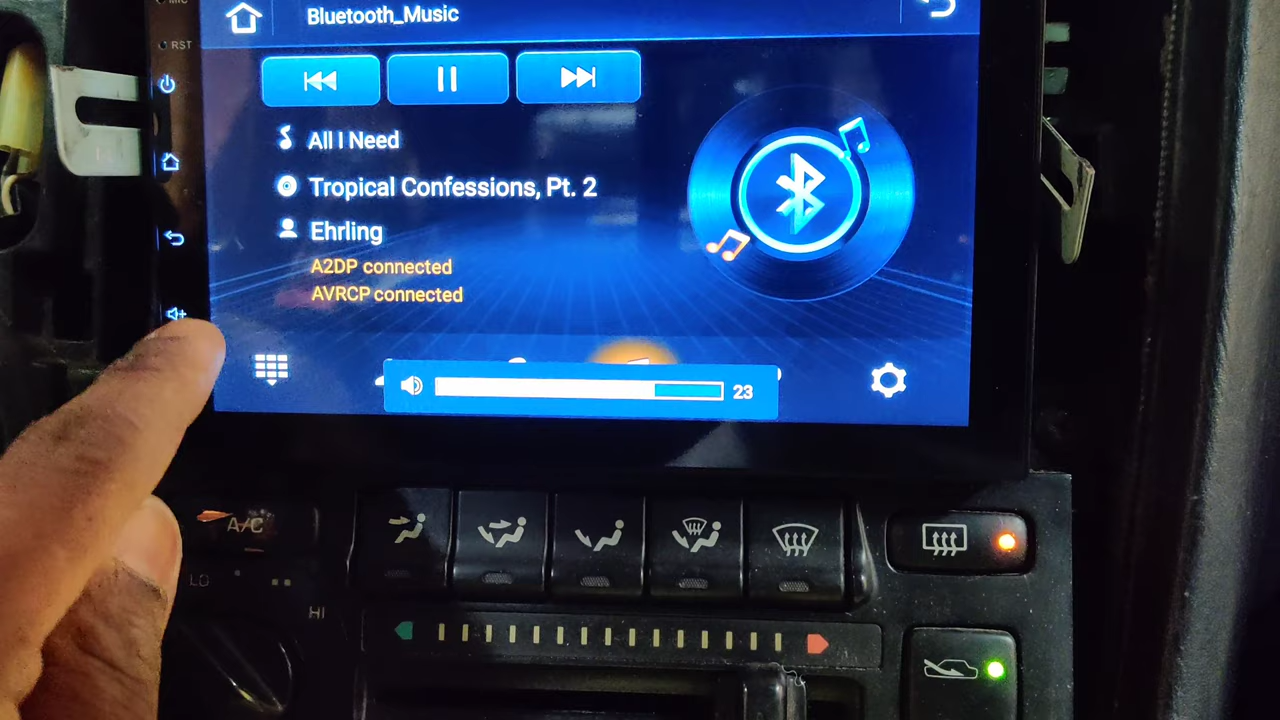 MIC
Bluetooth_Music
RST
All I Need
Tropical Confessions, Pt. 2
Ehrling
A2DP connected
AVRCP connected
23
A/C
LO
HI